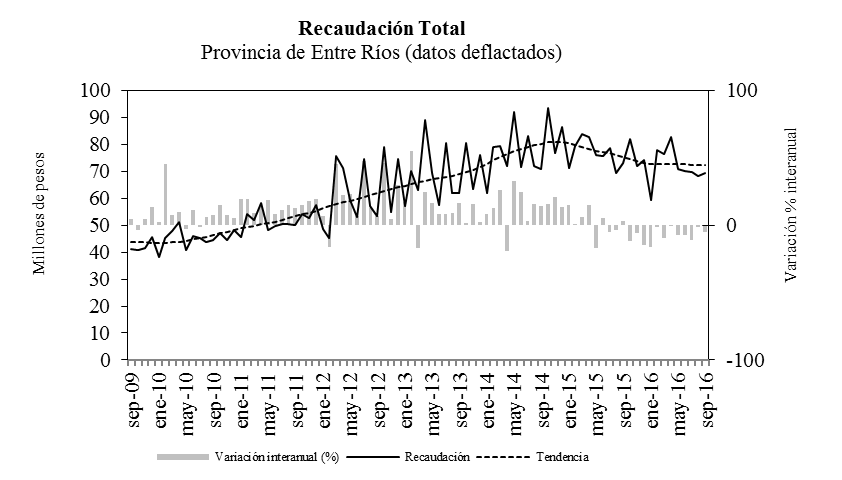 Recaudación Total
Provincia de Entre Ríos (datos deflactados)
Millones de pesos
100
90
80
70
60
50
40
30
20
10
0
100
0
-100
Variación % interanual
sep-09
ene-10
may-10
sep-10
ene-11
may-11
sep-11
ene-12
may-12
sep-12
ene-13
may-13
sep-13
ene-14
may-14
sep-14
ene-15
may-15
sep-15
ene-16
may-16
sep-16
Variación interanual (%)
Recaudación
Tendencia